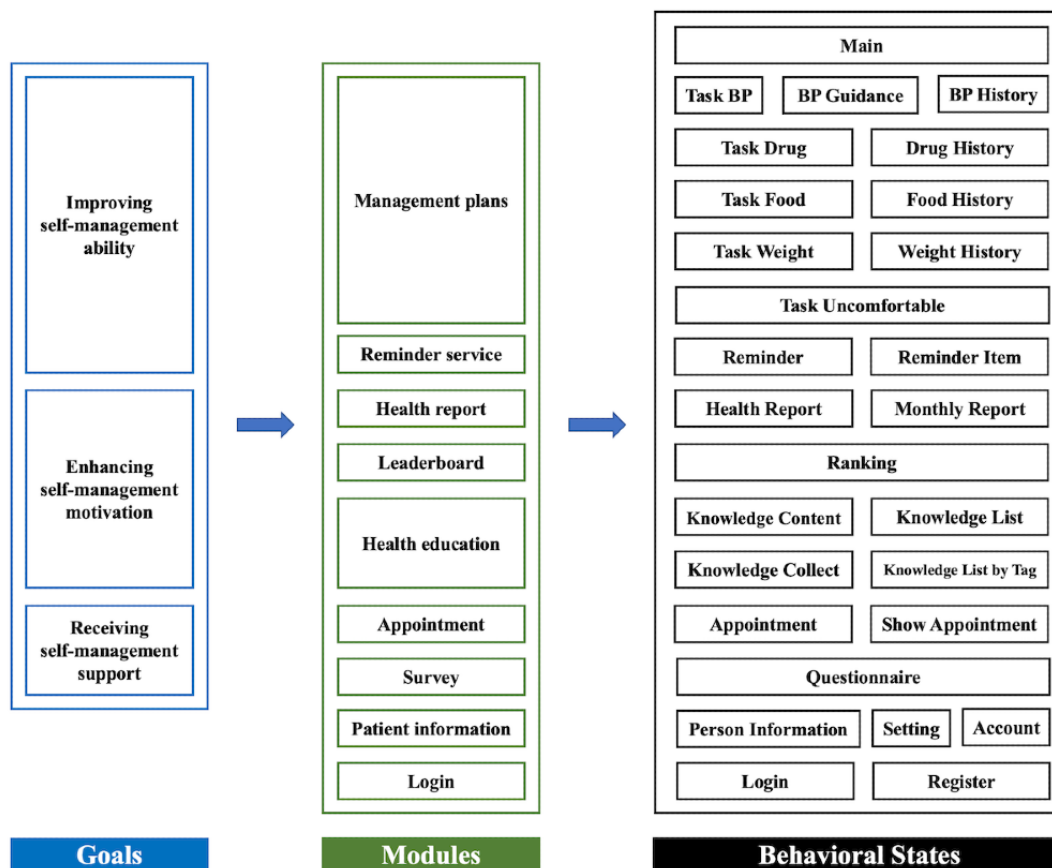 Improving
self-management
ability
Enhancing
self-management
motivation
Receiving
self-management
support
Goals
Management plans
Reminder service
Health report
Leaderboard
Health education
Appointment
Survey
Patient information
Login
Modules
Main
Task BP
BP Guidance
BP History
Task Drug
Drug History
Task Food
Food History
Task Weight
Weight History
Task Uncomfortable
Reminder
Reminder Item
Health Report
Monthly Report
Ranking
Knowledge Content
Knowledge List
Knowledge Collect
Knowledge List by Tag
Appointment
Show Appointment
Questionnaire
Person Information
Setting
Account
Login
Register
Behavioral States